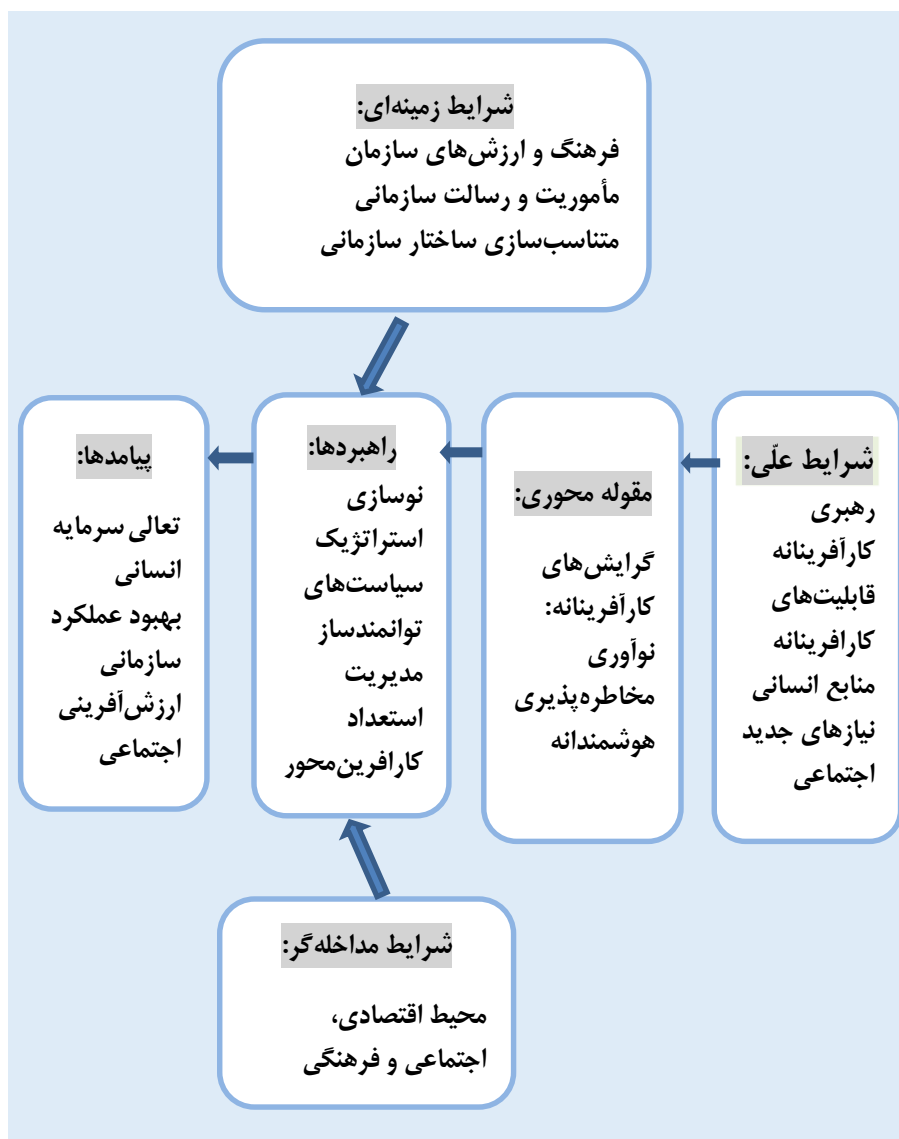 شرایط زمینه‌ای:
فرهنگ و ارزش‌های سازمان
مأموریت و رسالت سازمانی
متناسب‌سازی ساختار سازمانی
شرایط علّی:
رهبری
کارآفرینانه
قابلیت‌های
کارافرینانه
منابع انسانی
نیازهای جدید
اجتماعی
مقوله محوری:
گرایش‌های
کارآفرینانه:
نوآوری
مخاطره‌پذیری
هوشمندانه
راهبردها:
نوسازی
استراتژیک
سیاست‌های
توانمندساز
مدیریت
استعداد
کارافرین‌محور
پیامدها:
تعالی سرمایه
انسانی
بهبود عملکرد
سازمانی
ارزش‌آفرینی
اجتماعی
شرایط مداخله‌گر:
محیط اقتصادی،
اجتماعی و فرهنگی